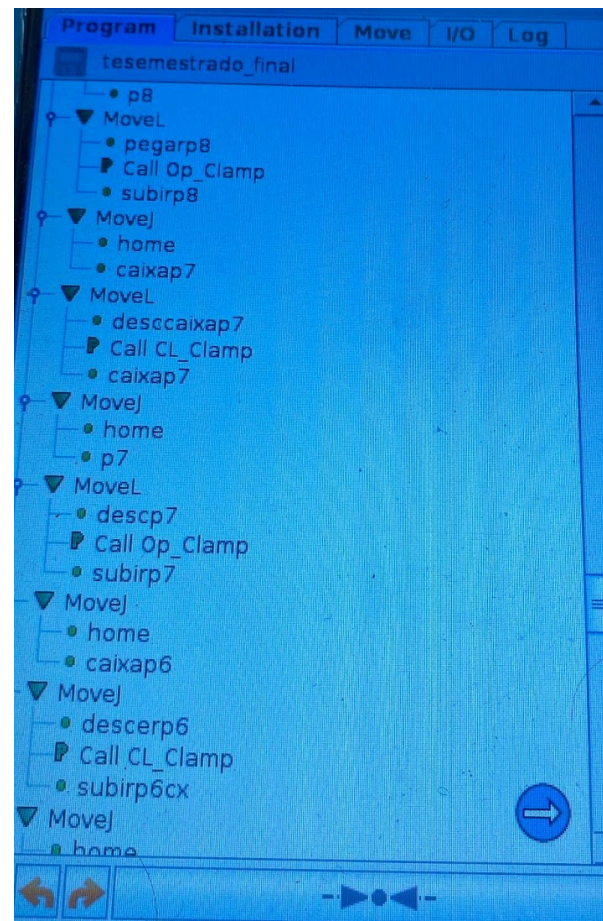 Program Installation Move I/O Log
tesemestrado_final
p8
MoveL
pegarp8
Call Op_Clamp
subirp8
MoveJ
home
caixap7
MoveL
desccaixap7
Call CL_Clamp
caixap7
MoveJ
home
p7
MoveL
descp7
Call Op_Clamp
subirp7
MoveJ
home
caixap6
MoveJ
descerp6
Call CL_Clamp
subirp6cx
MoveJ
home